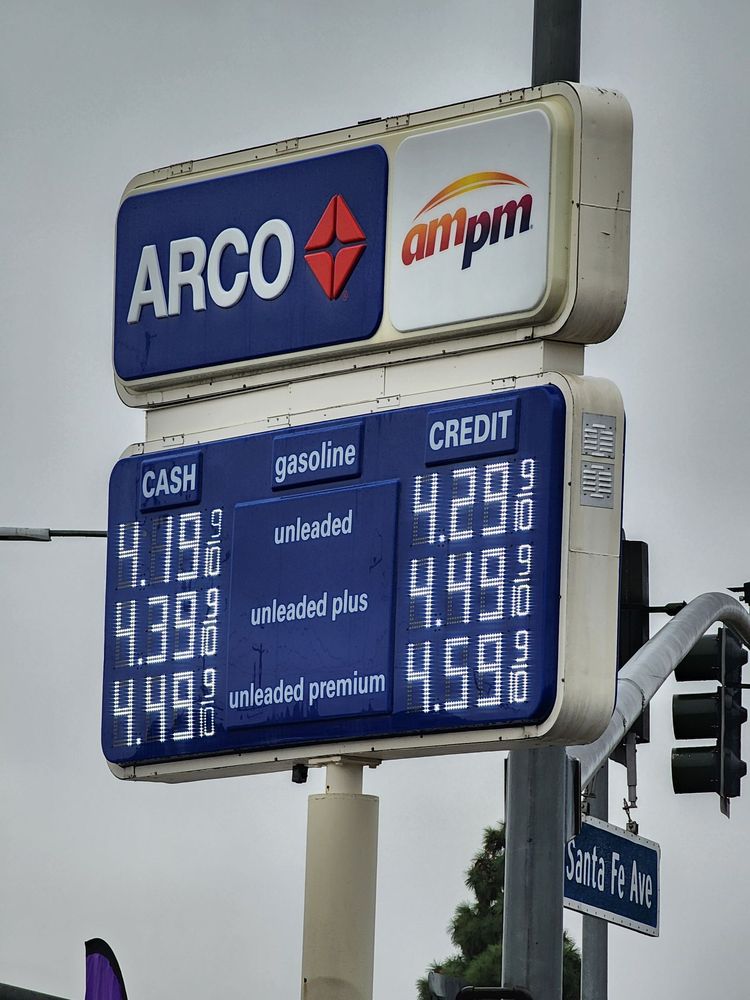 ARCO
ampm
CASH gasoline CREDIT
4.19 9/10 unleaded 4.29 9/10
4.39 9/10 unleaded plus 4.49 9/10
4.49 9/10 unleaded premium 4.59 9/10
Santa Fe Ave